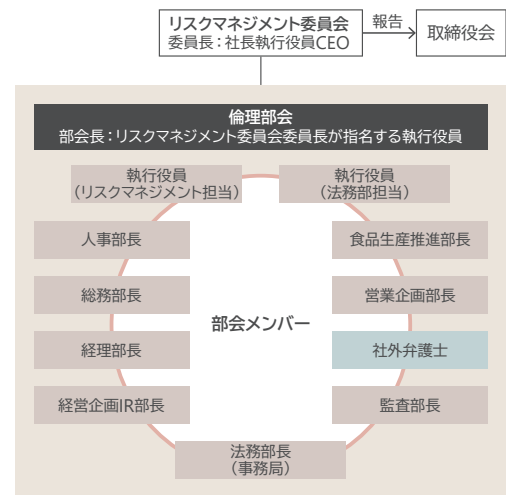 リスクマネジメント委員会
委員長：社長執行役員CEO
報告
取締役会
倫理部会
部会長：リスクマネジメント委員会委員長が指名する執行役員
執行役員
（リスクマネジメント担当）
執行役員
（法務部担当）
人事部長
食品生産推進部長
総務部長
営業企画部長
部会メンバー
経理部長
社外弁護士
経営企画IR部長
監査部長
法務部長
（事務局）